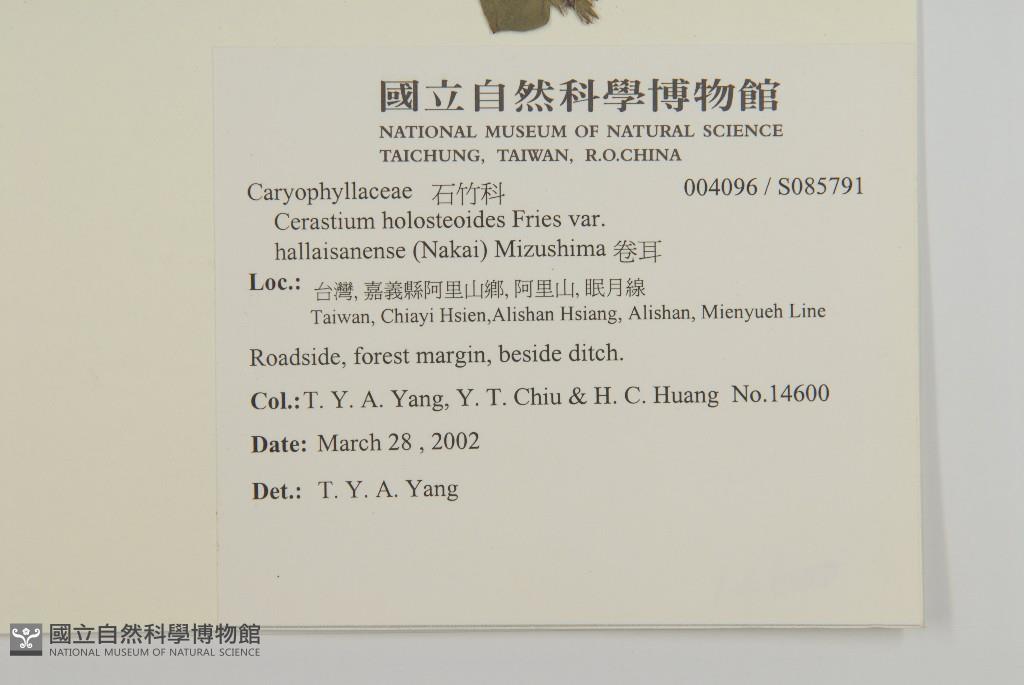 國立自然科學博物館
NATIONAL MUSEUM OF NATURAL SCIENCE
TAICHUNG, TAIWAN, R.O.CHINA
Caryophyllaceae 石竹科 004096 / S085791
Cerastium holosteoides Fries var.
hallaisanense (Nakai) Mizushima 卷耳
Loc.: 台灣, 嘉義縣阿里山鄉, 阿里山, 眠月線
Taiwan, Chiayi Hsien,Alishan Hsiang, Alishan, Mienyueh Line
Roadside, forest margin, beside ditch.
Col.: T. Y. A. Yang, Y. T. Chiu & H. C. Huang No.14600
Date: March 28 , 2002
Det.: T. Y. A. Yang
國立自然科學博物館
NATIONAL MUSEUM OF NATURAL SCIENCE